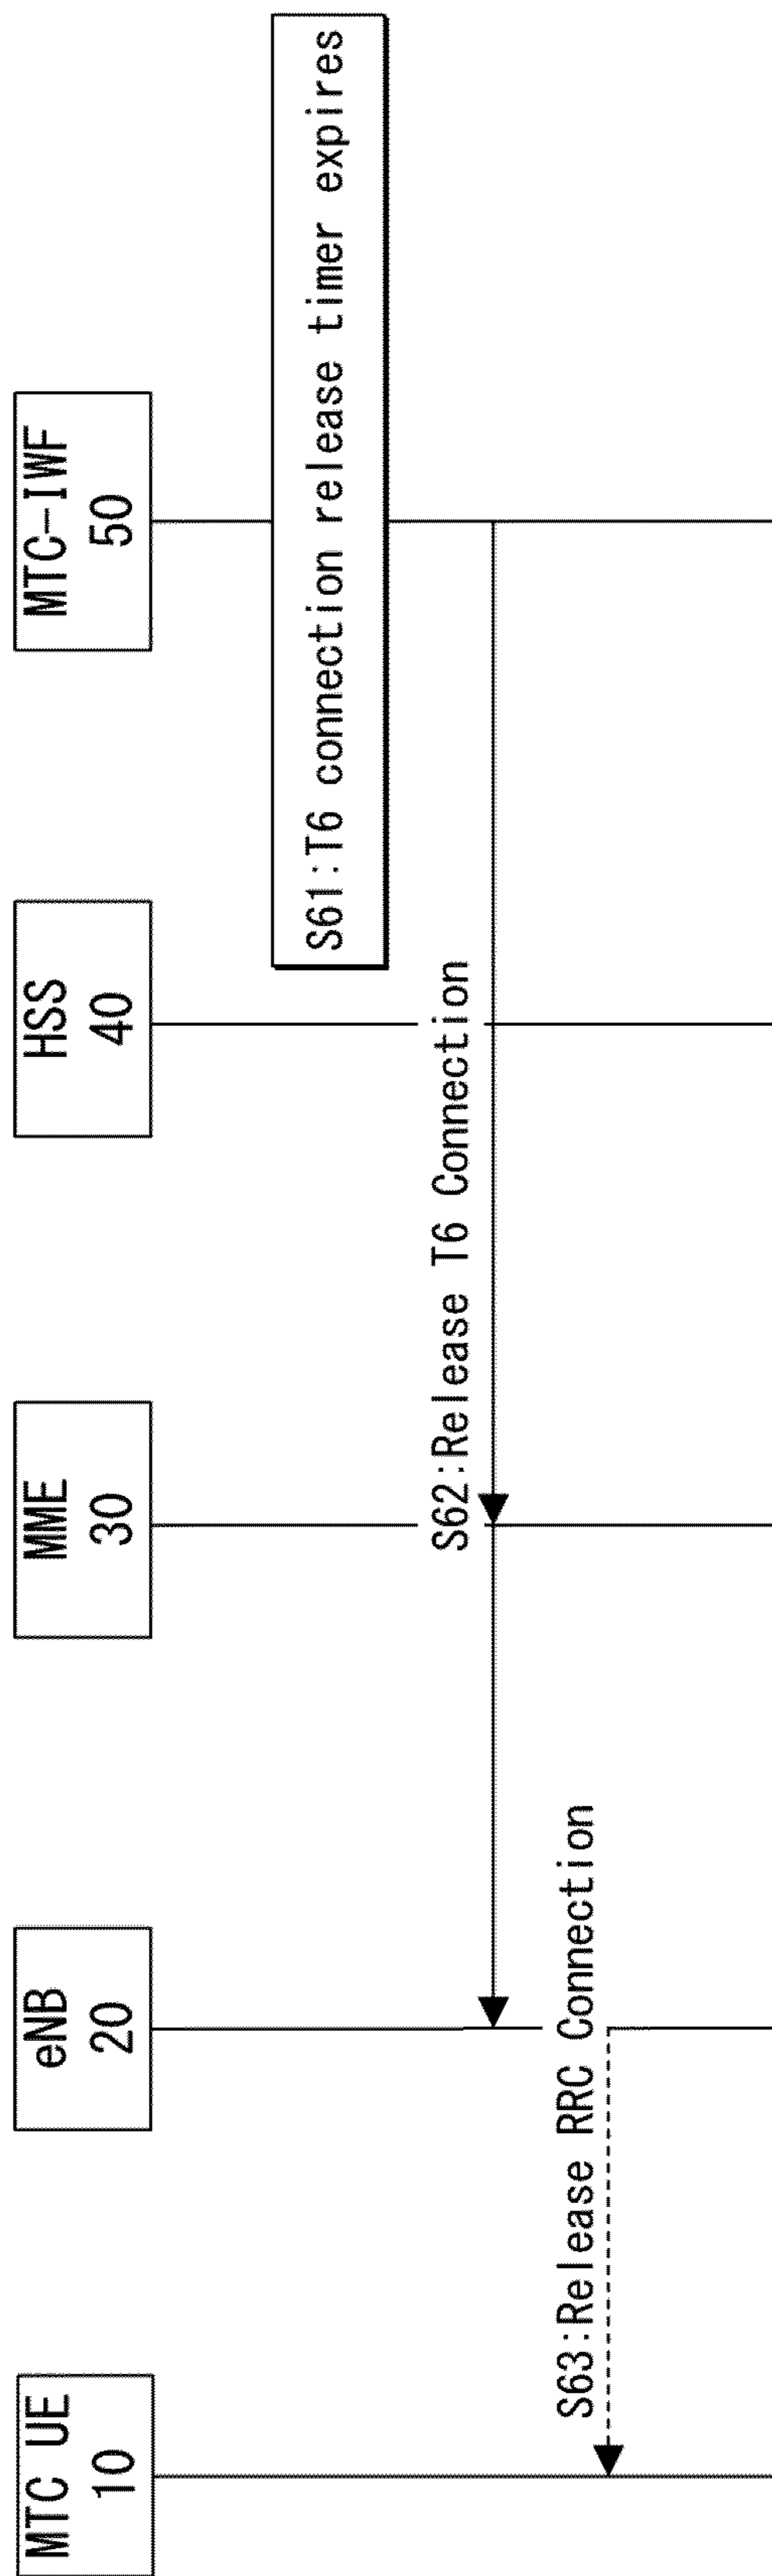 MTC UE
10
eNB
20
MME
30
HSS
40
MTC-IWF
50
S61:T6 connection release timer expires
S62:Release T6 Connection
S63:Release RRC Connection